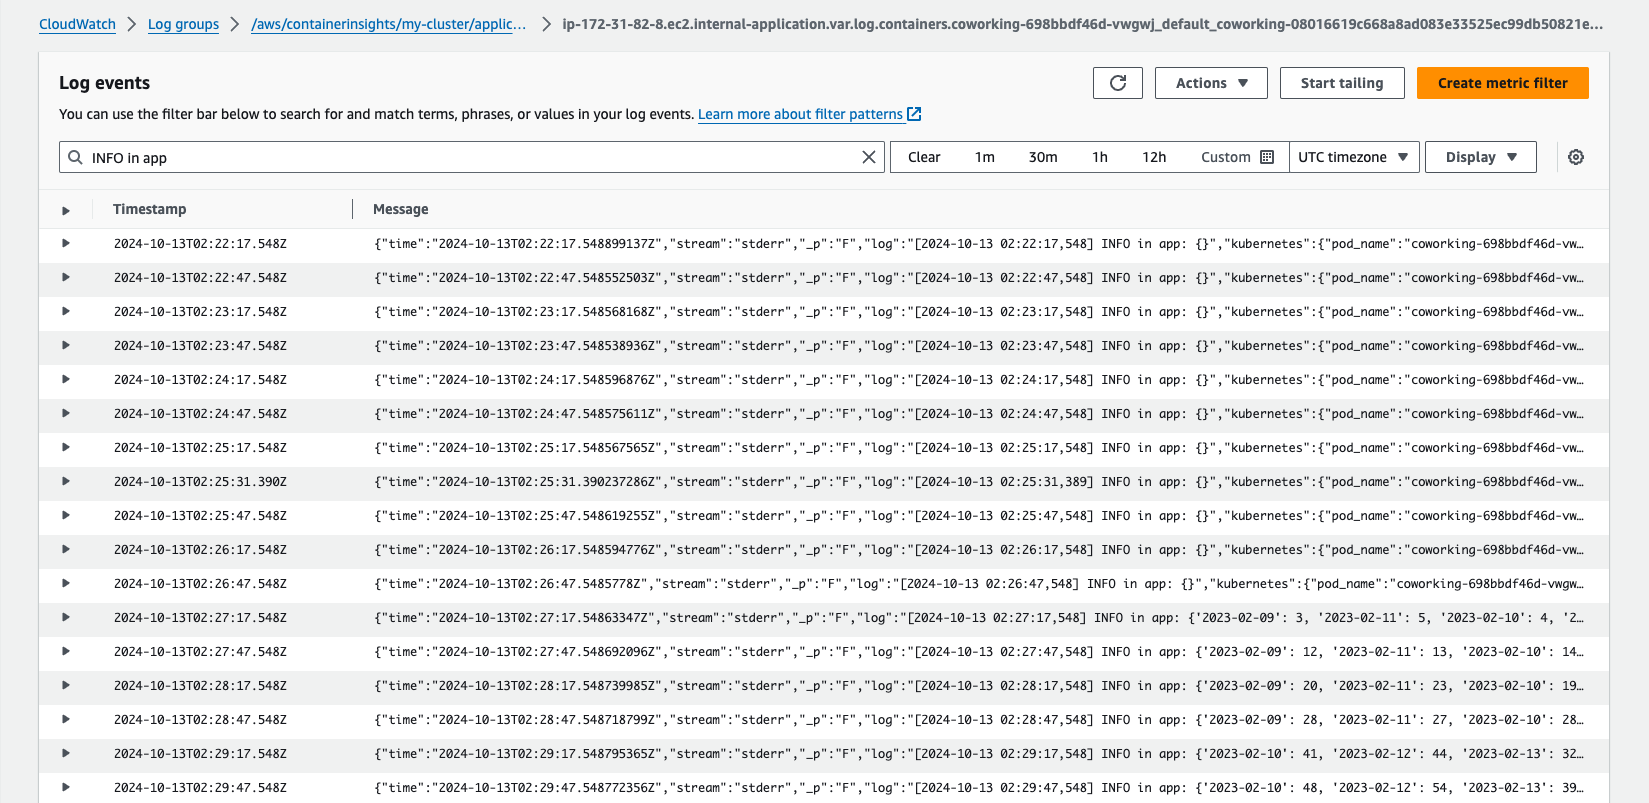 CloudWatch > Log groups > /aws/containerinsights/my-cluster/applic... > ip-172-31-82-8.ec2.internal-application.var.log.containers.coworking-698bbdf46d-vwgwj_default_coworking-08016619c668a8ad083e33525ec99db50821e...
Log events
Actions Start tailing Create metric filter
You can use the filter bar below to search for and match terms, phrases, or values in your log events. Learn more about filter patterns
INFO in app Clear 1m 30m 1h 12h Custom UTC timezone Display
Timestamp Message
2024-10-13T02:22:17.548Z {"time":"2024-10-13T02:22:17.548899137Z","stream":"stderr","_p":"F","log":"[2024-10-13 02:22:17,548] INFO in app: {}","kubernetes":{"pod_name":"coworking-698bbdf46d-vw...
2024-10-13T02:22:47.548Z {"time":"2024-10-13T02:22:47.548552503Z","stream":"stderr","_p":"F","log":"[2024-10-13 02:22:47,548] INFO in app: {}","kubernetes":{"pod_name":"coworking-698bbdf46d-vw...
2024-10-13T02:23:17.548Z {"time":"2024-10-13T02:23:17.548568168Z","stream":"stderr","_p":"F","log":"[2024-10-13 02:23:17,548] INFO in app: {}","kubernetes":{"pod_name":"coworking-698bbdf46d-vw...
2024-10-13T02:23:47.548Z {"time":"2024-10-13T02:23:47.548538936Z","stream":"stderr","_p":"F","log":"[2024-10-13 02:23:47,548] INFO in app: {}","kubernetes":{"pod_name":"coworking-698bbdf46d-vw...
2024-10-13T02:24:17.548Z {"time":"2024-10-13T02:24:17.548596876Z","stream":"stderr","_p":"F","log":"[2024-10-13 02:24:17,548] INFO in app: {}","kubernetes":{"pod_name":"coworking-698bbdf46d-vw...
2024-10-13T02:24:47.548Z {"time":"2024-10-13T02:24:47.548575611Z","stream":"stderr","_p":"F","log":"[2024-10-13 02:24:47,548] INFO in app: {}","kubernetes":{"pod_name":"coworking-698bbdf46d-vw...
2024-10-13T02:25:17.548Z {"time":"2024-10-13T02:25:17.548567565Z","stream":"stderr","_p":"F","log":"[2024-10-13 02:25:17,548] INFO in app: {}","kubernetes":{"pod_name":"coworking-698bbdf46d-vw...
2024-10-13T02:25:31.390Z {"time":"2024-10-13T02:25:31.390237286Z","stream":"stderr","_p":"F","log":"[2024-10-13 02:25:31,389] INFO in app: {}","kubernetes":{"pod_name":"coworking-698bbdf46d-vw...
2024-10-13T02:25:47.548Z {"time":"2024-10-13T02:25:47.548619255Z","stream":"stderr","_p":"F","log":"[2024-10-13 02:25:47,548] INFO in app: {}","kubernetes":{"pod_name":"coworking-698bbdf46d-vw...
2024-10-13T02:26:17.548Z {"time":"2024-10-13T02:26:17.548594776Z","stream":"stderr","_p":"F","log":"[2024-10-13 02:26:17,548] INFO in app: {}","kubernetes":{"pod_name":"coworking-698bbdf46d-vw...
2024-10-13T02:26:47.548Z {"time":"2024-10-13T02:26:47.5485778Z","stream":"stderr","_p":"F","log":"[2024-10-13 02:26:47,548] INFO in app: {}","kubernetes":{"pod_name":"coworking-698bbdf46d-vwgw...
2024-10-13T02:27:17.548Z {"time":"2024-10-13T02:27:17.54863347Z","stream":"stderr","_p":"F","log":"[2024-10-13 02:27:17,548] INFO in app: {'2023-02-09': 3, '2023-02-11': 5, '2023-02-10': 4, '2...
2024-10-13T02:27:47.548Z {"time":"2024-10-13T02:27:47.548692096Z","stream":"stderr","_p":"F","log":"[2024-10-13 02:27:47,548] INFO in app: {'2023-02-09': 12, '2023-02-11': 13, '2023-02-10': 14...
2024-10-13T02:28:17.548Z {"time":"2024-10-13T02:28:17.548739985Z","stream":"stderr","_p":"F","log":"[2024-10-13 02:28:17,548] INFO in app: {'2023-02-09': 20, '2023-02-11': 23, '2023-02-10': 19...
2024-10-13T02:28:47.548Z {"time":"2024-10-13T02:28:47.548718799Z","stream":"stderr","_p":"F","log":"[2024-10-13 02:28:47,548] INFO in app: {'2023-02-09': 28, '2023-02-11': 27, '2023-02-10': 28...
2024-10-13T02:29:17.548Z {"time":"2024-10-13T02:29:17.548795365Z","stream":"stderr","_p":"F","log":"[2024-10-13 02:29:17,548] INFO in app: {'2023-02-10': 41, '2023-02-12': 44, '2023-02-13': 32...
2024-10-13T02:29:47.548Z {"time":"2024-10-13T02:29:47.548772356Z","stream":"stderr","_p":"F","log":"[2024-10-13 02:29:47,548] INFO in app: {'2023-02-10': 48, '2023-02-12': 54, '2023-02-13': 39...